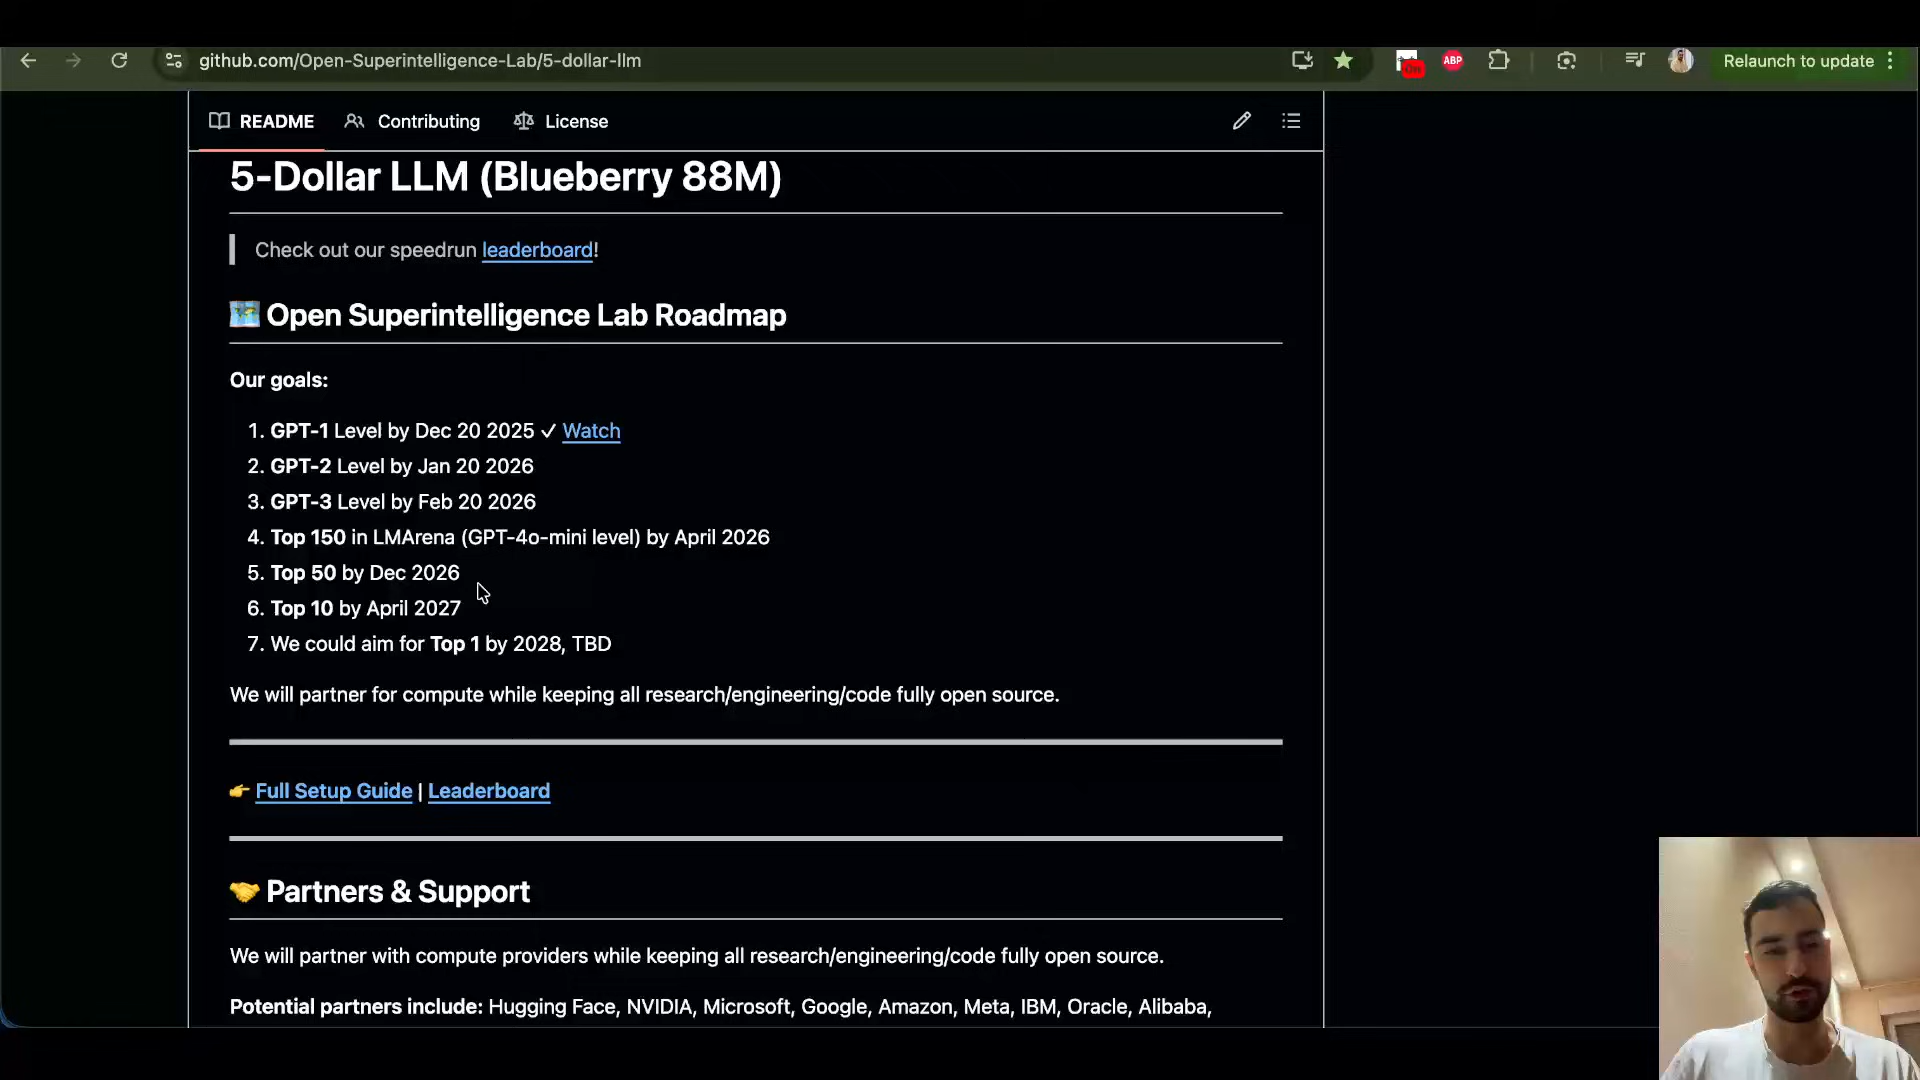 github.com/Open-Superintelligence-Lab/5-dollar-llm
On
ABP
Relaunch to update
README
Contributing
License
5-Dollar LLM (Blueberry 88M)
Check out our speedrun leaderboard!
Open Superintelligence Lab Roadmap
Our goals:
1. GPT-1 Level by Dec 20 2025 ✓ Watch
2. GPT-2 Level by Jan 20 2026
3. GPT-3 Level by Feb 20 2026
4. Top 150 in LMArena (GPT-4o-mini level) by April 2026
5. Top 50 by Dec 2026
6. Top 10 by April 2027
7. We could aim for Top 1 by 2028, TBD
We will partner for compute while keeping all research/engineering/code fully open source.
👉 Full Setup Guide | Leaderboard
🤝 Partners & Support
We will partner with compute providers while keeping all research/engineering/code fully open source.
Potential partners include: Hugging Face, NVIDIA, Microsoft, Google, Amazon, Meta, IBM, Oracle, Alibaba,